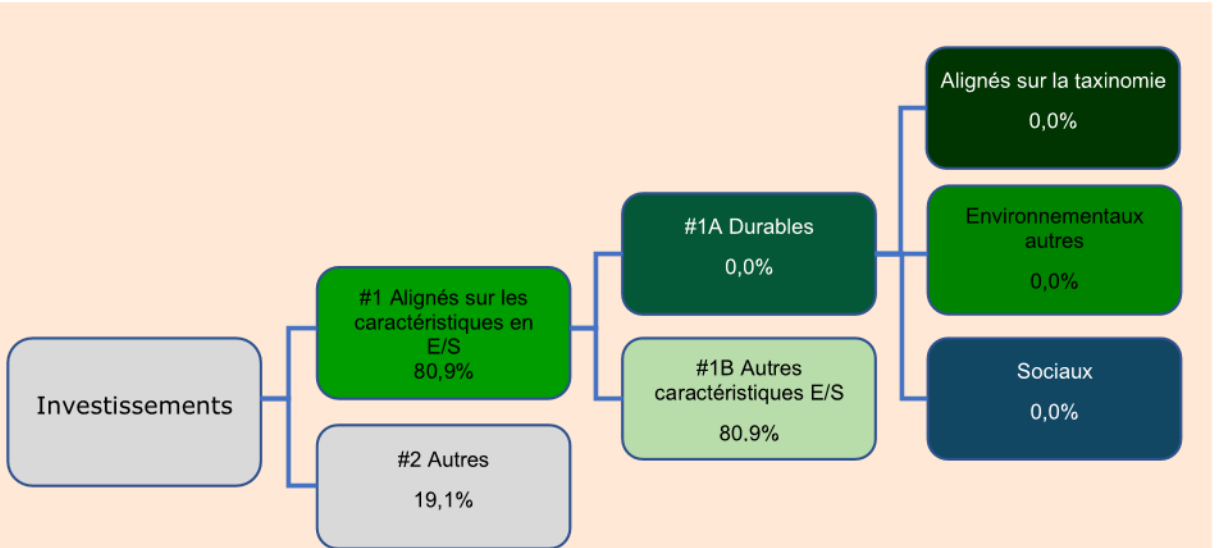 Investissements
#1 Alignés sur les
caractéristiques en
E/S
80,9%
#2 Autres
19,1%
#1A Durables
0,0%
#1B Autres
caractéristiques E/S
80.9%
Alignés sur la taxinomie
0,0%
Environnementaux
autres
0,0%
Sociaux
0,0%